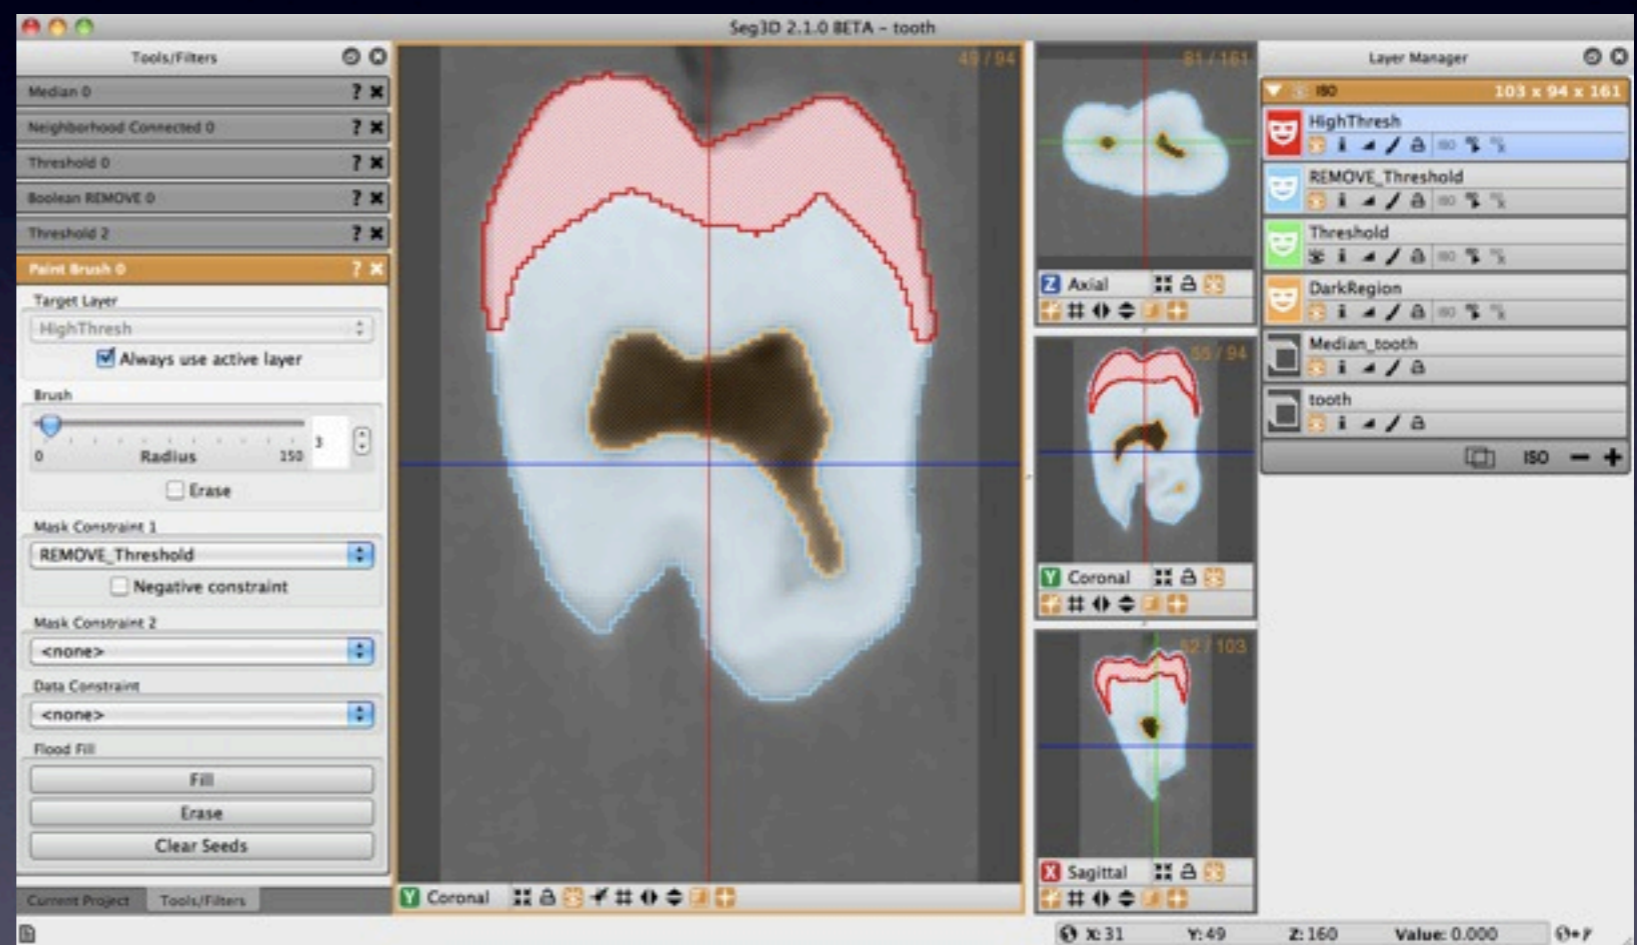 Seg3D 2.1.0 BETA - tooth
Tools/Filters
Median 0
Neighborhood Connected 0
Threshold 0
Boolean REMOVE 0
Threshold 2
Paint Brush 0
Target Layer
HighThresh
Always use active layer
Brush
3
0 Radius 150
Erase
Mask Constraint 1
REMOVE_Threshold
Negative constraint
Mask Constraint 2
<none>
Data Constraint
<none>
Flood Fill
Fill
Erase
Clear Seeds
Current Project Tools/Filters
49 / 94
Y Coronal
81 / 161
Z Axial
55 / 94
Y Coronal
52 / 103
X Sagittal
Layer Manager
ISO 103 x 94 x 161
HighThresh
ISO
REMOVE_Threshold
ISO
Threshold
ISO
DarkRegion
ISO
Median_tooth
tooth
ISO
X: 31 Y: 49 Z: 160 Value: 0.000